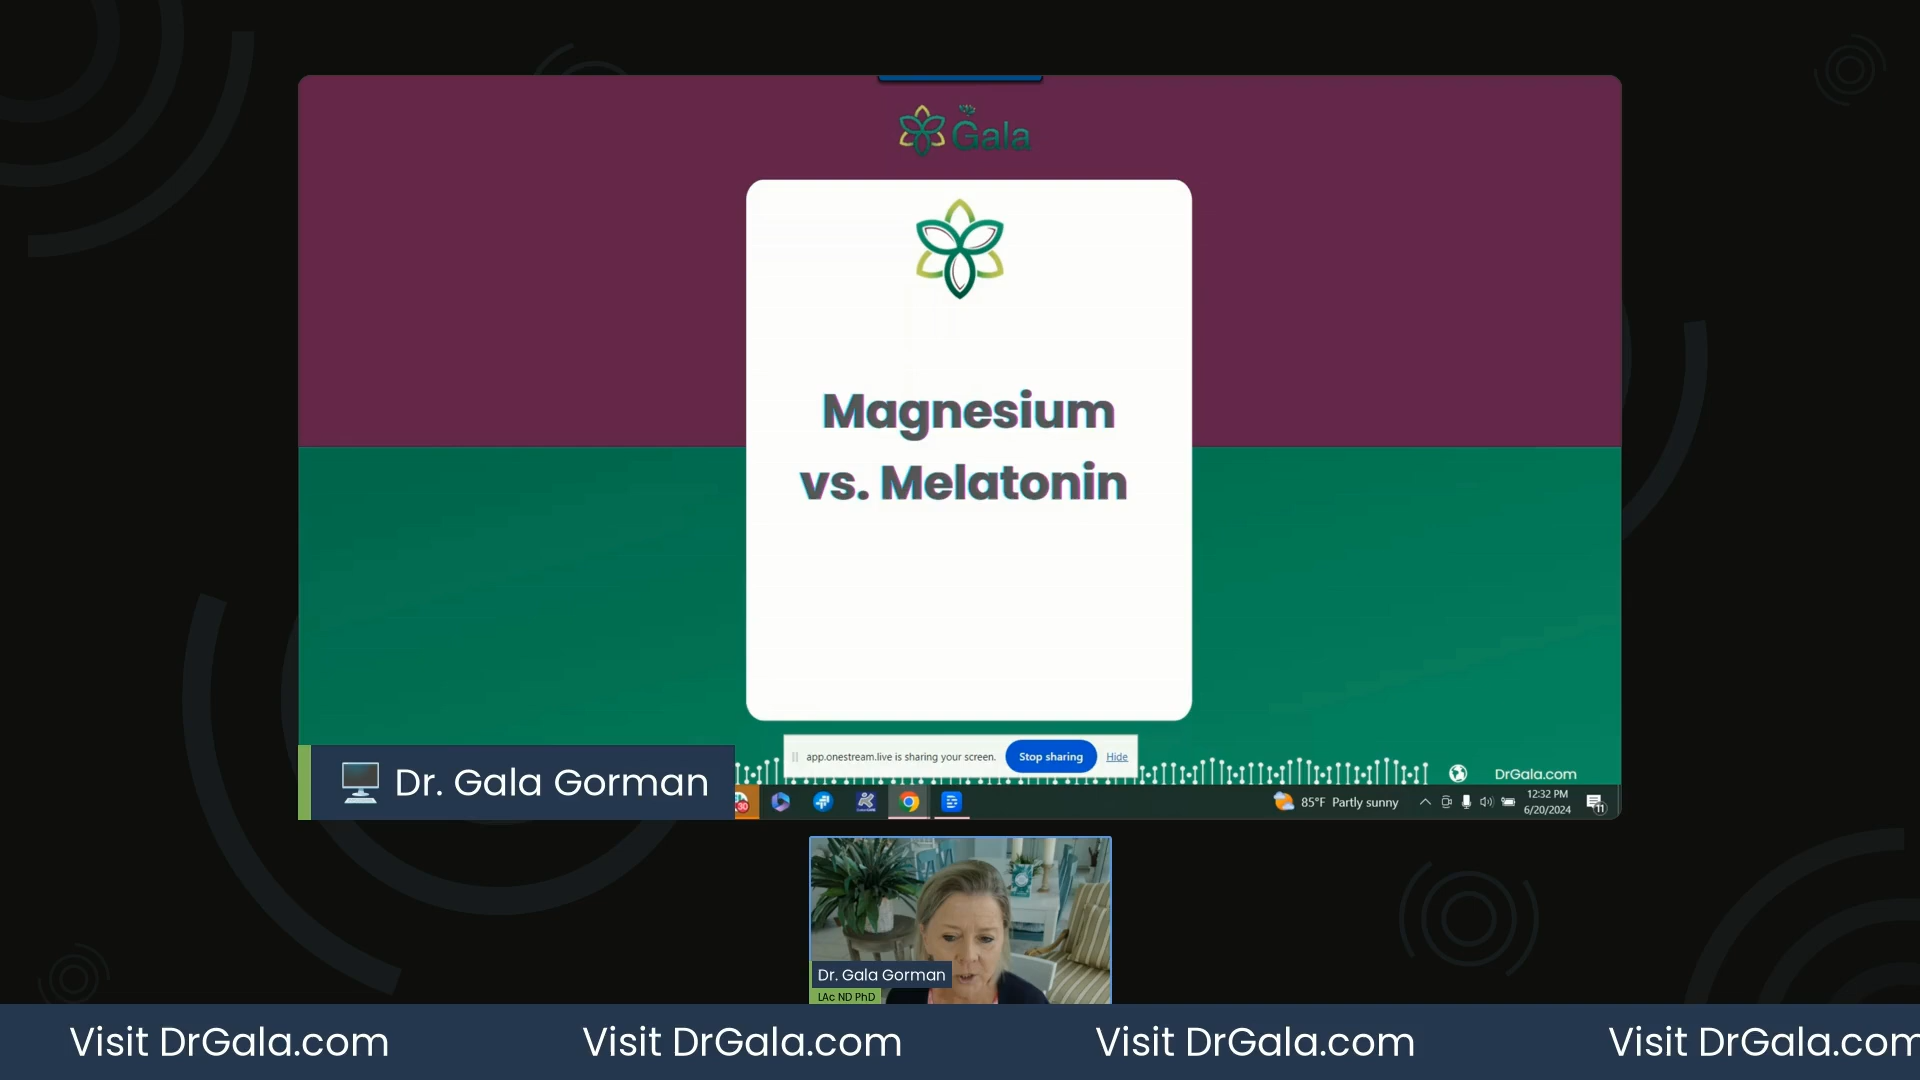 Gala
Magnesium
vs. Melatonin
app.onestream.live is sharing your screen. Stop sharing Hide
Dr. Gala Gorman
DrGala.com
30
85°F Partly sunny
12:32 PM
6/20/2024
11
Dr. Gala Gorman
LAc ND PhD
Visit DrGala.com Visit DrGala.com Visit DrGala.com Visit DrGala.com